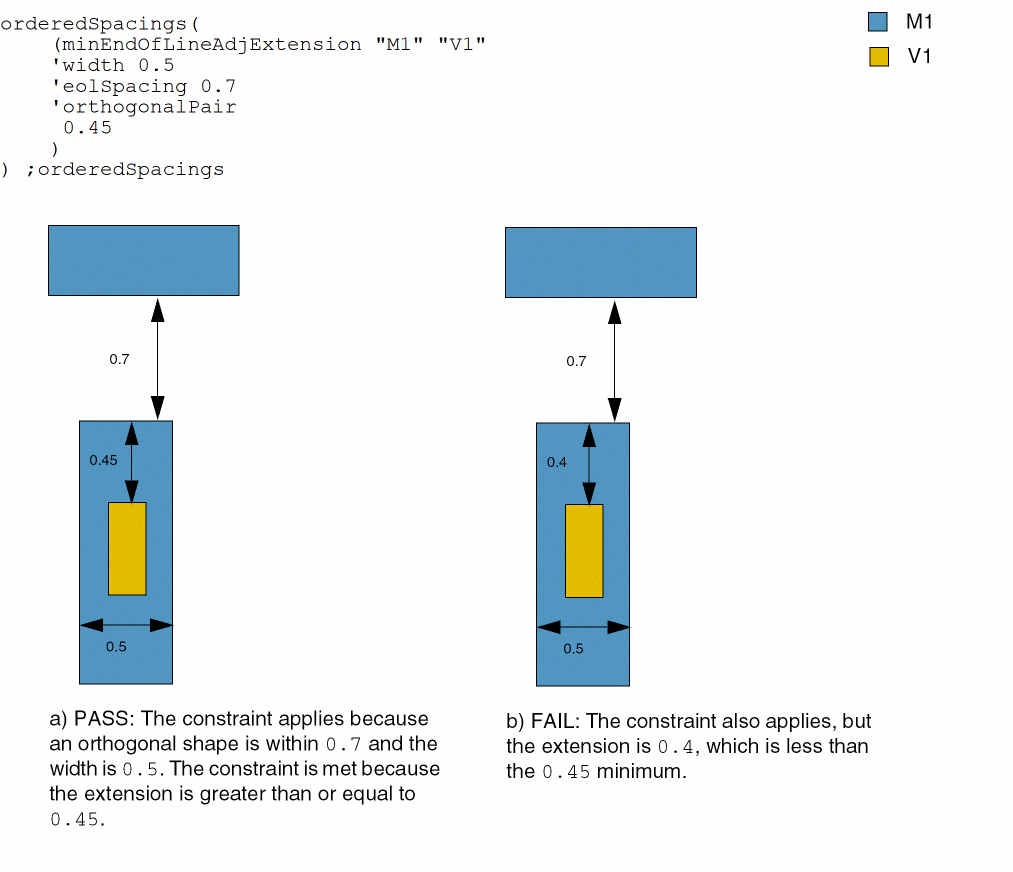 orderedSpacings(
(minEndOfLineAdjExtension "M1" "V1"
'width 0.5
'eolSpacing 0.7
'orthogonalPair
0.45
)
) ;orderedSpacings
M1
V1
0.7
0.45
0.5
0.7
0.4
0.5
a) PASS: The constraint applies because
an orthogonal shape is within 0.7 and the
width is 0.5. The constraint is met because
the extension is greater than or equal to
0.45.
b) FAIL: The constraint also applies, but
the extension is 0.4, which is less than
the 0.45 minimum.